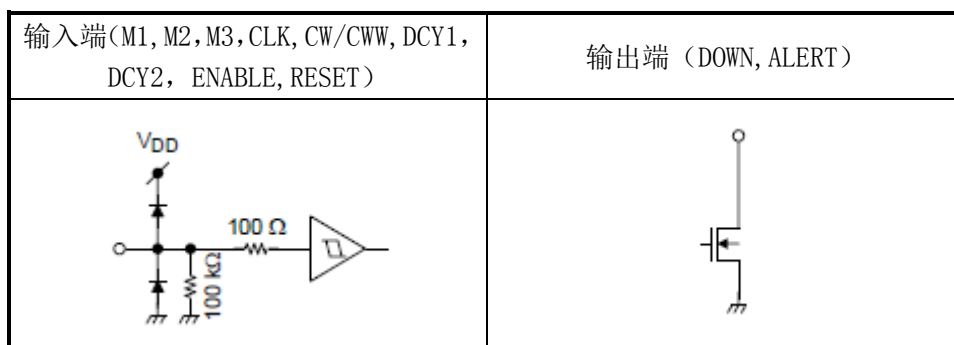 输入端(M1,M2,M3,CLK,CW/CWW,DCY1,
DCY2，ENABLE,RESET）
输出端（DOWN,ALERT）
VDD
100 Ω
100 kΩ